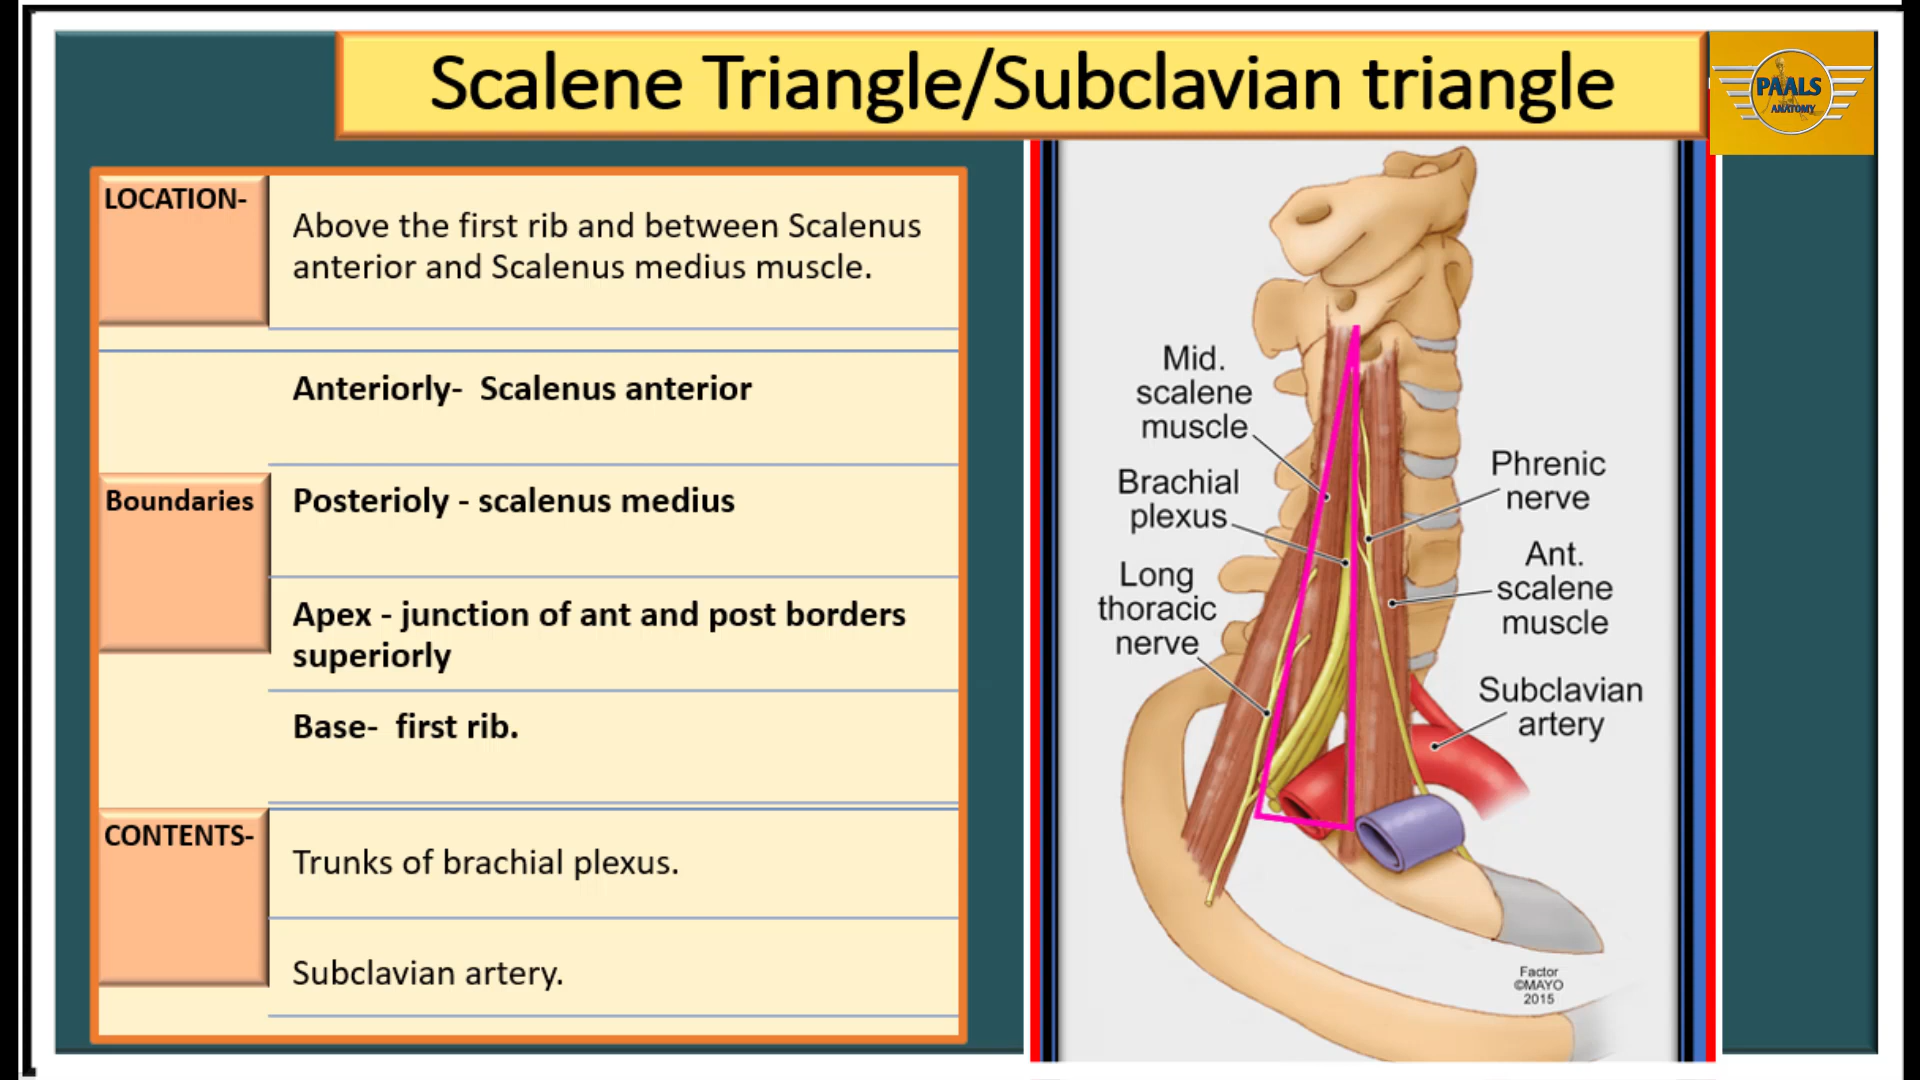 Scalene Triangle/Subclavian triangle
PAALS
ANATOMY
LOCATION-
Above the first rib and between Scalenus
anterior and Scalenus medius muscle.
Boundaries
Anteriorly- Scalenus anterior
Posterioly - scalenus medius
Apex - junction of ant and post borders
superiorly
Base- first rib.
CONTENTS-
Trunks of brachial plexus.
Subclavian artery.
Mid.
scalene
muscle
Brachial
plexus
Long
thoracic
nerve
Phrenic
nerve
Ant.
scalene
muscle
Subclavian
artery
Factor
©MAYO
2015